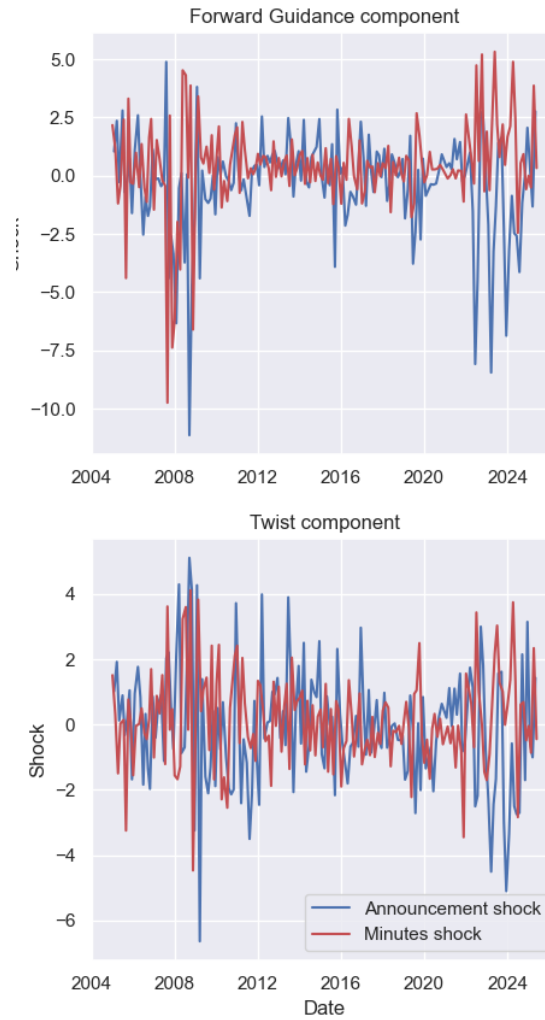 Forward Guidance component
5.0
2.5
0.0
−2.5
−5.0
−7.5
−10.0
2004 2008 2012 2016 2020 2024
Twist component
4
2
0
−2
−4
−6
Shock
Announcement shock
Minutes shock
2004 2008 2012 2016 2020 2024
Date